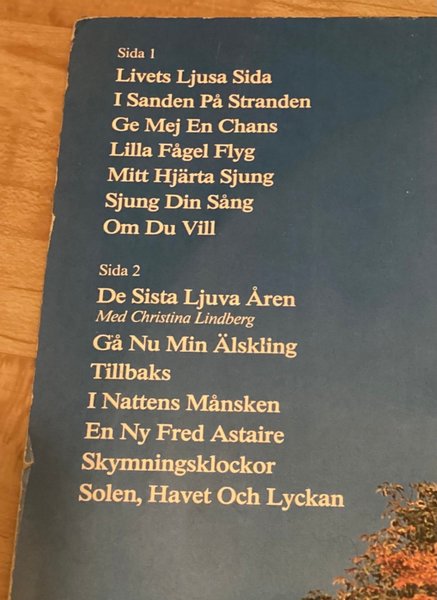 Sida 1
Livets Ljusa Sida
I Sanden På Stranden
Ge Mej En Chans
Lilla Fågel Flyg
Mitt Hjärta Sjung
Sjung Din Sång
Om Du Vill
Sida 2
De Sista Ljuva Åren
Med Christina Lindberg
Gå Nu Min Älskling
Tillbaks
I Nattens Månsken
En Ny Fred Astaire
Skymningsklockor
Solen, Havet Och Lyckan